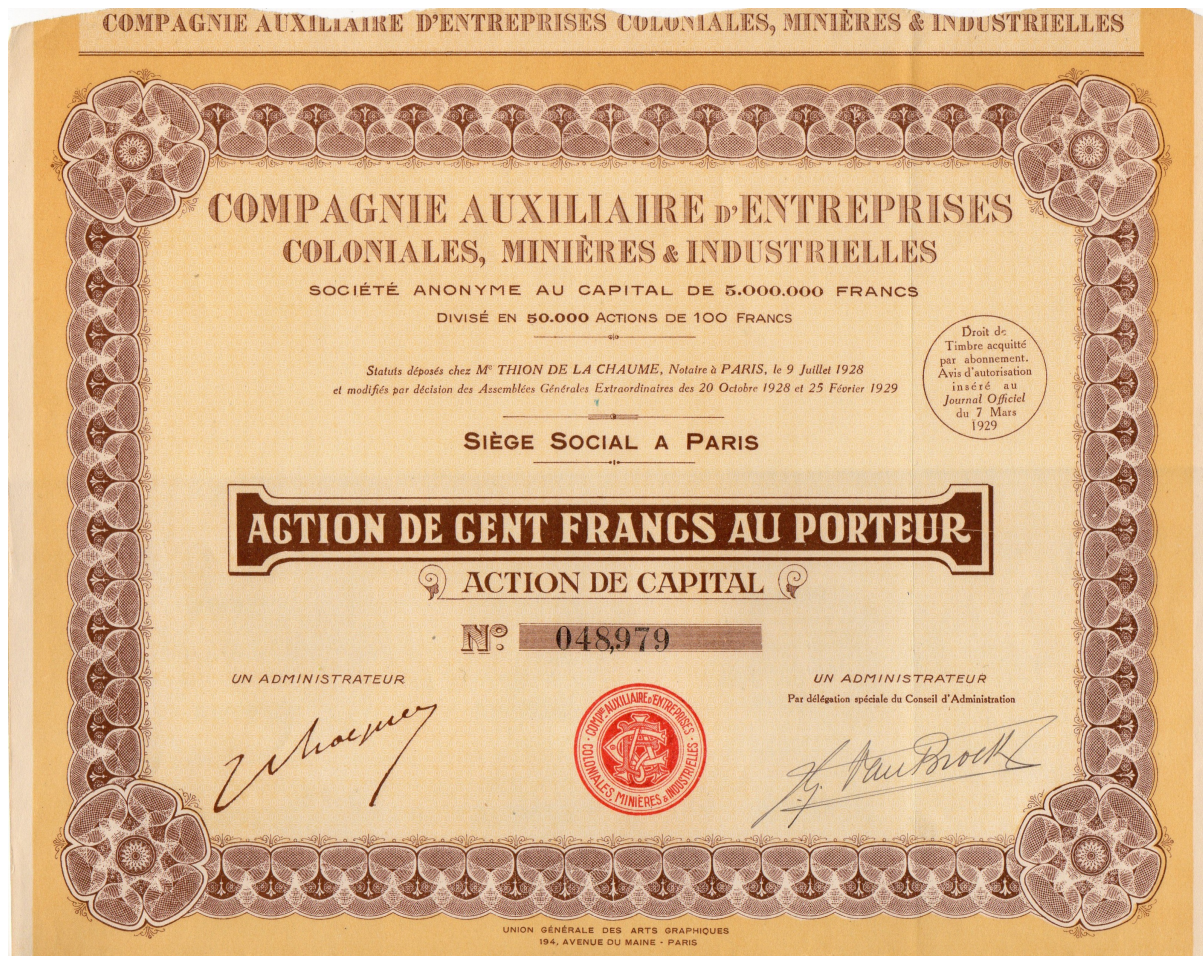 COMPAGNIE AUXILIAIRE D'ENTREPRISES COLONIALES, MINIÈRES & INDUSTRIELLES
COMPAGNIE AUXILIAIRE D'ENTREPRISES
COLONIALES, MINIÈRES & INDUSTRIELLES
SOCIÉTÉ ANONYME AU CAPITAL DE 5.000.000 FRANCS
DIVISÉ EN 50.000 ACTIONS DE 100 FRANCS
Droit de
Timbre acquitté
par abonnement.
Avis d'autorisation
inséré au
Journal Officiel
du 7 Mars
1929
Statuts déposés chez Me THION DE LA CHAUME, Notaire à PARIS, le 9 Juillet 1928
et modifiés par décision des Assemblées Générales Extraordinaires des 20 Octobre 1928 et 25 Février 1929
SIÈGE SOCIAL A PARIS
ACTION DE CENT FRANCS AU PORTEUR
ACTION DE CAPITAL
No. 048,979
UN ADMINISTRATEUR
UN ADMINISTRATEUR
Par délégation spéciale du Conseil d'Administration
COMPnie AUXILIAIRE D'ENTREPRISES
COLONIALES, MINIÈRES & INDUSTRIELLES
UNION GÉNÉRALE DES ARTS GRAPHIQUES
194, AVENUE DU MAINE - PARIS